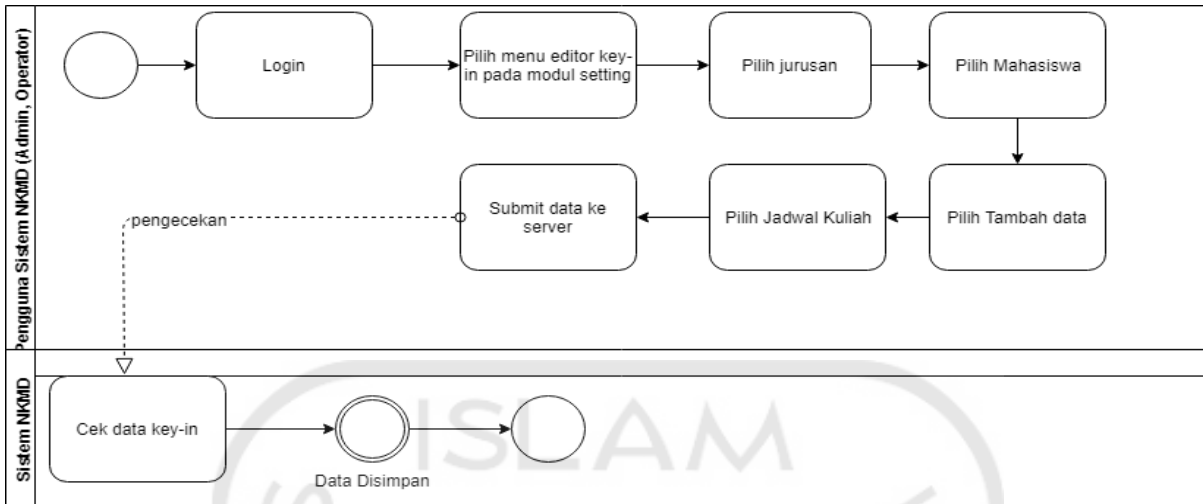 Pengguna Sistem NKMD (Admin, Operator)
Login
Pilih menu editor key-
in pada modul setting
Pilih jurusan
Pilih Mahasiswa
Pilih Tambah data
Pilih Jadwal Kuliah
Submit data ke
server
pengecekan
Sistem NKMD
Cek data key-in
Data Disimpan
ISLAM